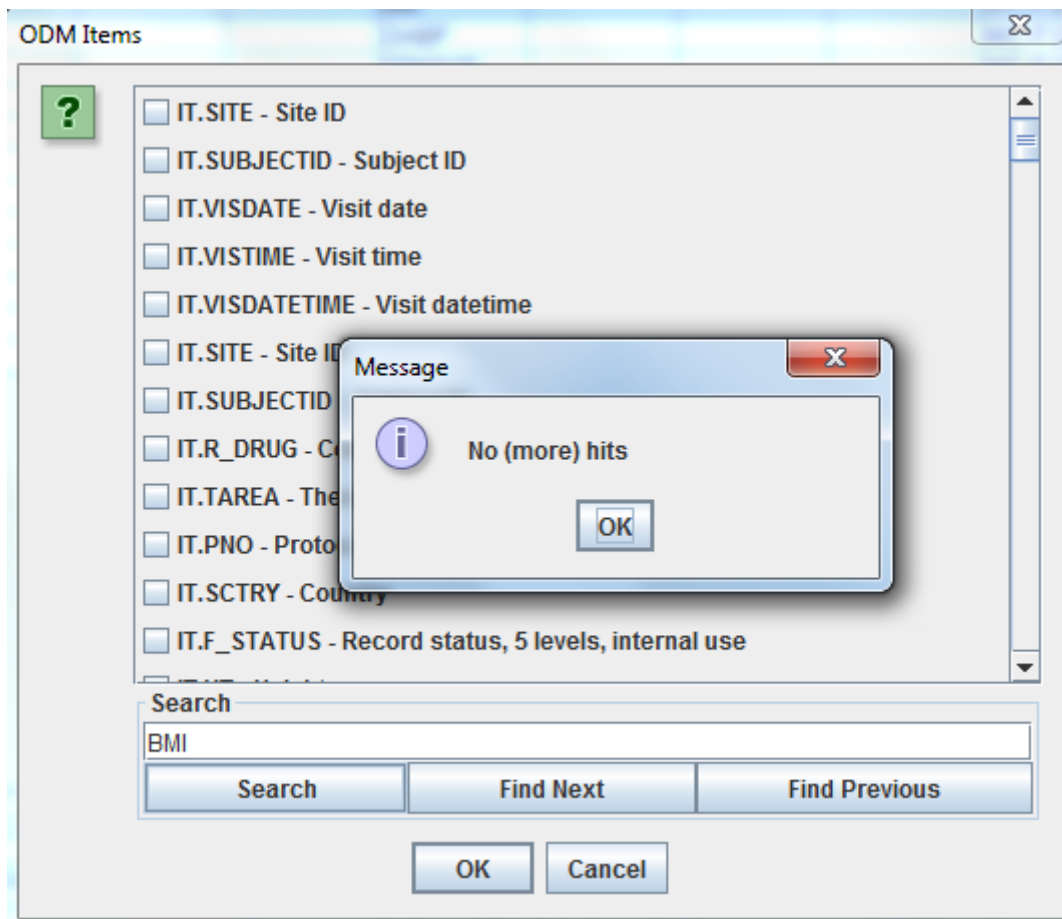 ODM Items
IT.SITE - Site ID
IT.SUBJECTID - Subject ID
IT.VISDATE - Visit date
IT.VISTIME - Visit time
IT.VISDATETIME - Visit datetime
IT.SITE - Site ID
IT.SUBJECTID
IT.R_DRUG -
IT.TAREA - The
IT.PNO - Proto
IT.SCTRY - Country
IT.F_STATUS - Record status, 5 levels, internal use
Message
No (more) hits
OK
Search
BMI
Search Find Next Find Previous
OK Cancel